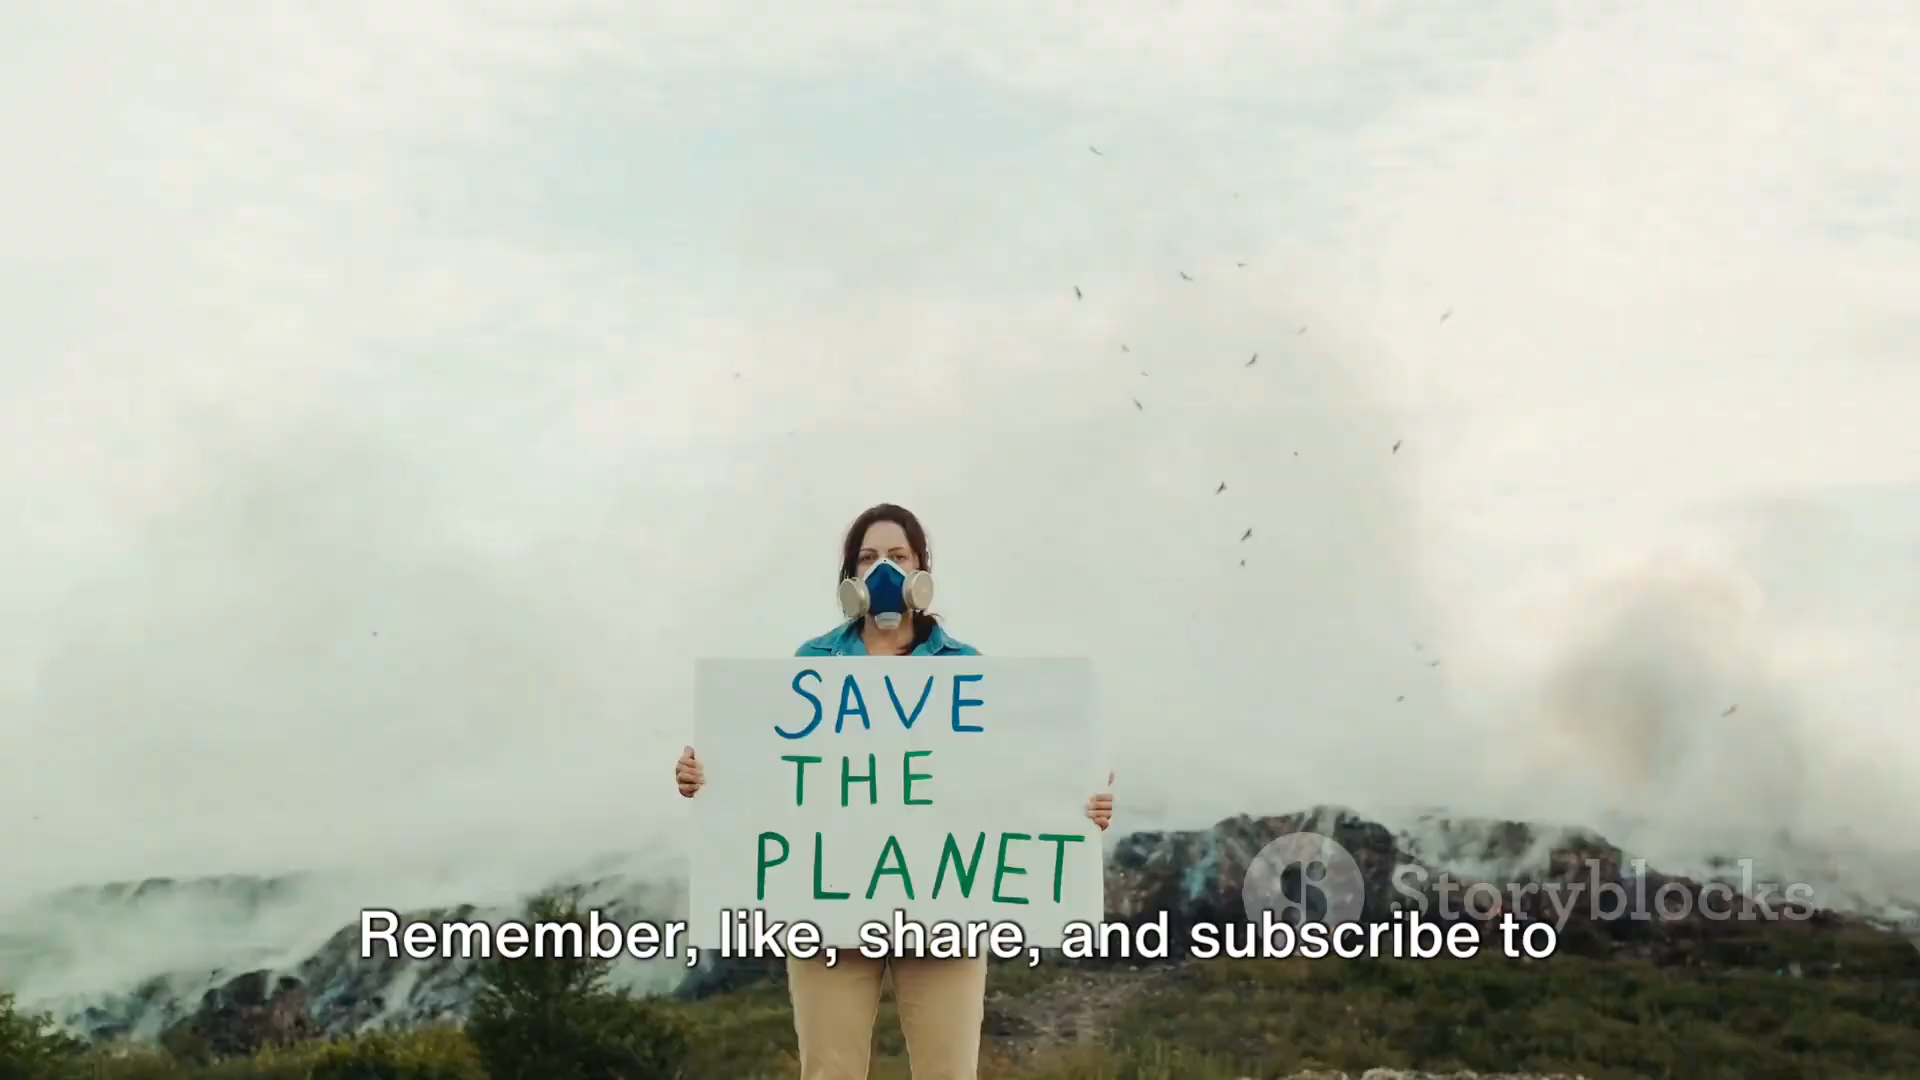 SAVE
THE
PLANET
Storyblocks
Remember, like, share, and subscribe to